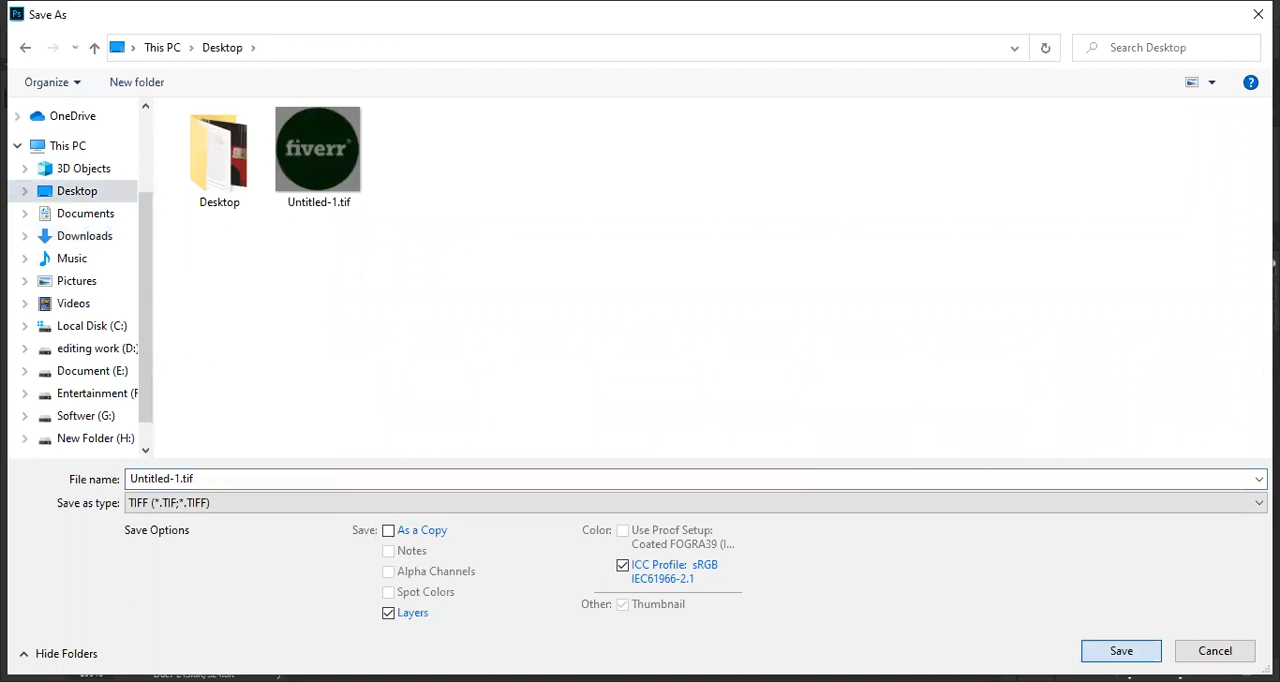 Ps Save As
This PC Desktop
Search Desktop
Organize New folder
OneDrive
This PC
3D Objects
Desktop
Documents
Downloads
Music
Pictures
Videos
Local Disk (C:)
editing work (D:
Document (E:)
Entertainment (F
Softwer (G:)
New Folder (H:)
fiverr
Desktop
Untitled-1.tif
File name: Untitled-1.tif
Save as type: TIFF (*.TIF;*.TIFF)
Save Options
Save: As a Copy
Notes
Alpha Channels
Spot Colors
Layers
Color: Use Proof Setup:
Coated FOGRA39 (I...
ICC Profile: sRGB
IEC61966-2.1
Other: Thumbnail
Hide Folders
Save Cancel